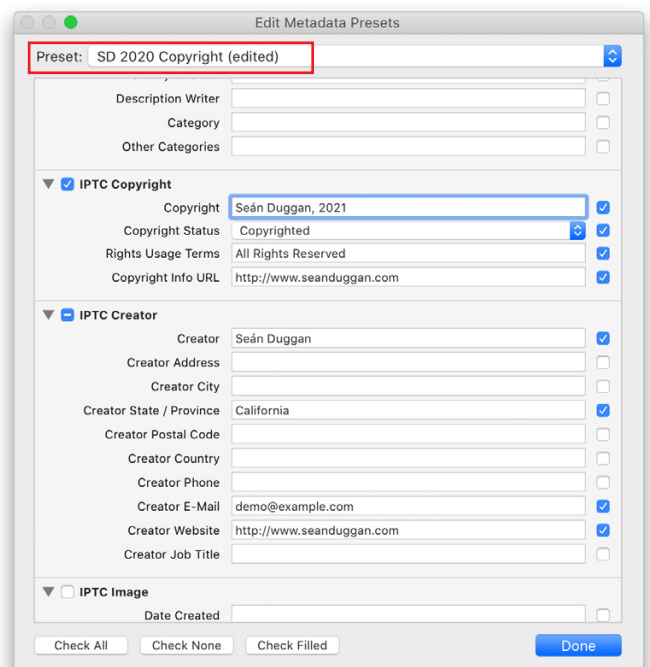 Edit Metadata Presets
Preset: SD 2020 Copyright (edited)
Description Writer
Category
Other Categories
IPTC Copyright
Copyright Seán Duggan, 2021
Copyright Status Copyrighted
Rights Usage Terms All Rights Reserved
Copyright Info URL http://www.seanduggan.com
IPTC Creator
Creator Seán Duggan
Creator Address
Creator City
Creator State / Province California
Creator Postal Code
Creator Country
Creator Phone
Creator E-Mail demo@example.com
Creator Website http://www.seanduggan.com
Creator Job Title
IPTC Image
Date Created
Check All Check None Check Filled Done